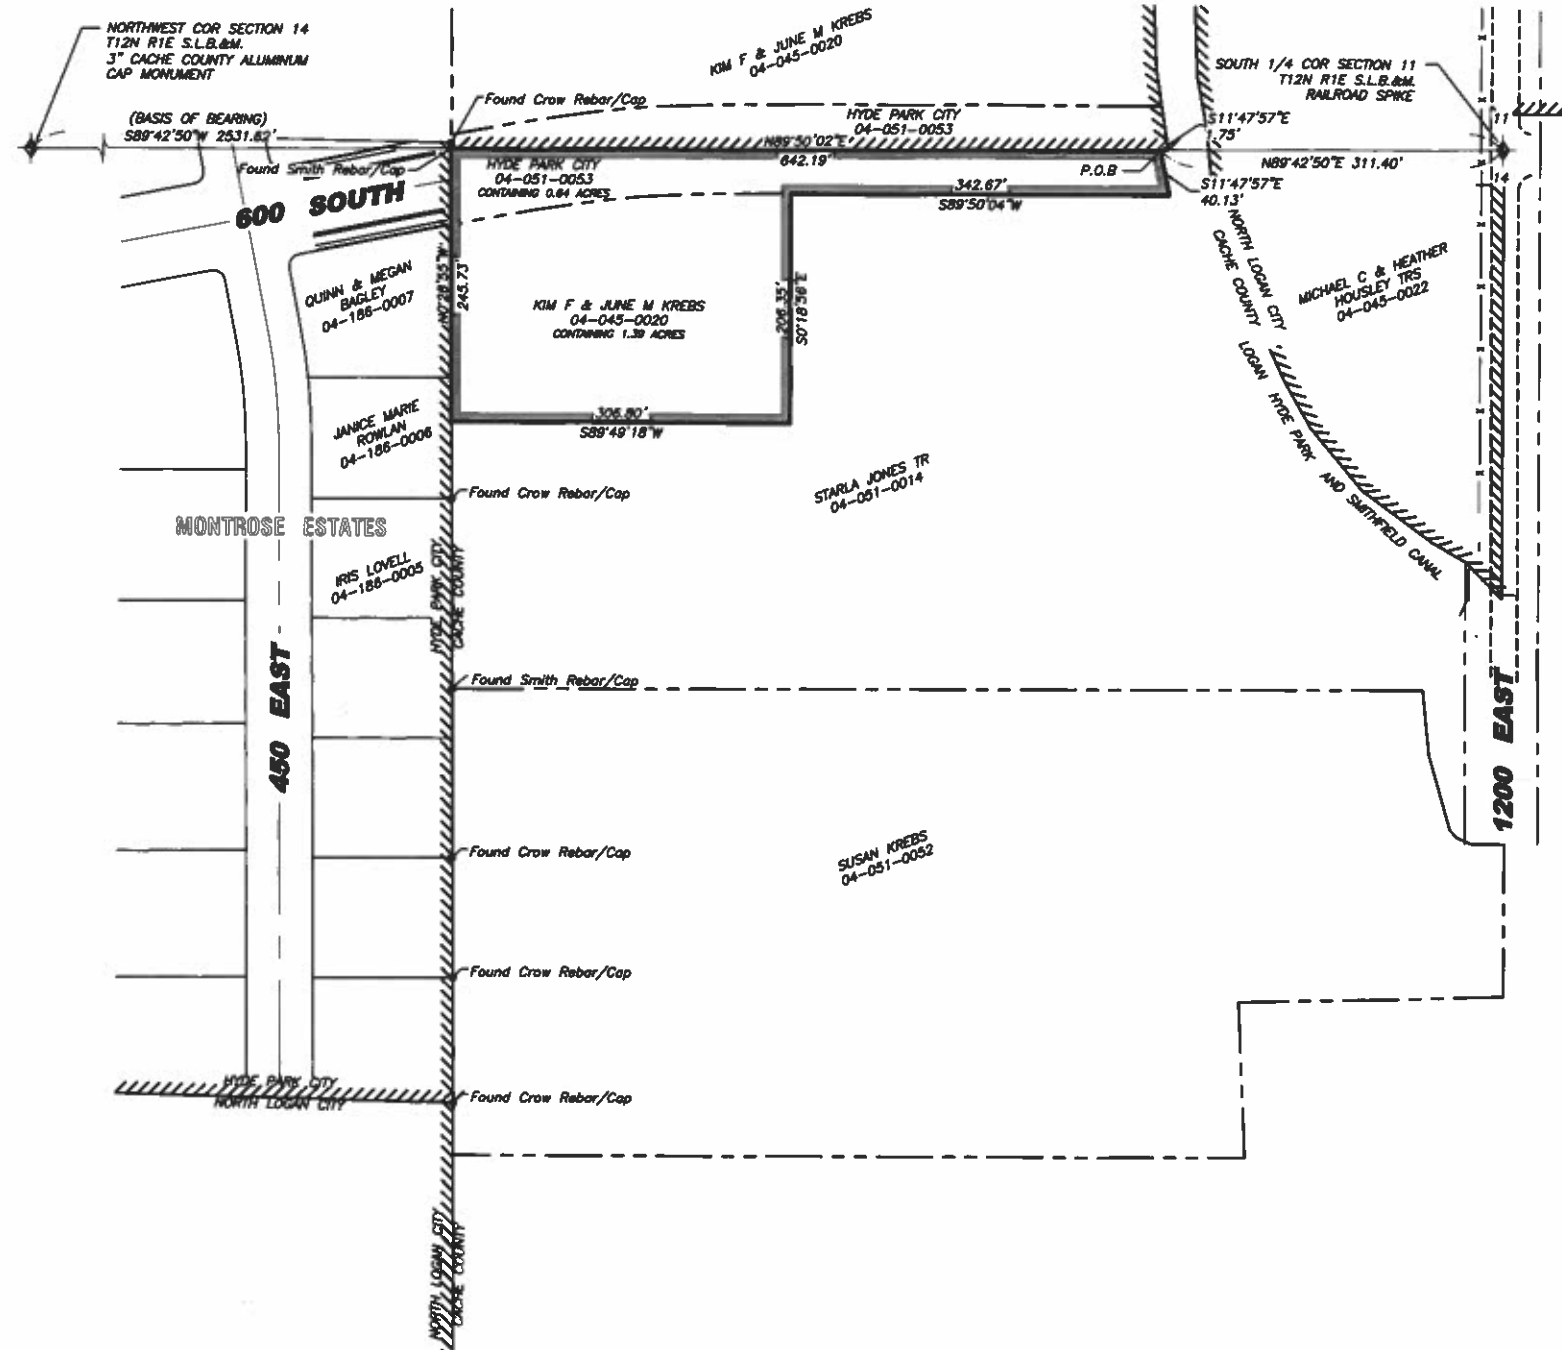 NORTHWEST COR SECTION 14
T12N R1E S.L.B.&M.
3" CACHE COUNTY ALUMINUM
CAP MONUMENT
KIM F & JUNE M KREBS
04-045-0020
SOUTH 1/4 COR SECTION 11
T12N R1E S.L.B.&M.
RAILROAD SPIKE
(BASIS OF BEARING)
S89°42'50"W 2531.62'
Found Crow Rebar/Cap
HYDE PARK CITY
04-051-0053
S11°47'57"E
1.75'
11
14
N89°50'02"E
642.19'
N89°42'50"E 311.40'
P.O.B
Found Smith Rebar/Cap
HYDE PARK CITY
04-051-0053
CONTAINING 0.64 ACRES
342.67'
S89°50'04"W
S11°47'57"E
40.13'
600 SOUTH
QUINN & MEGAN
BAGLEY
04-186-0007
N0°28'55"W
245.73'
KIM F & JUNE M KREBS
04-045-0020
CONTAINING 1.39 ACRES
206.35'
S0°18'56"E
NORTH LOGAN CITY
CACHE COUNTY
MICHAEL C & HEATHER
HOUSLEY TRS
04-045-0022
LOGAN HYDE PARK AND SMITHFIELD CANAL
306.80'
S89°49'18"W
JANICE MARIE
ROWLAN
04-186-0006
STARLA JONES TR
04-051-0014
Found Crow Rebar/Cap
MONTROSE ESTATES
IRIS LOVELL
04-186-0005
HYDE PARK CITY
CACHE COUNTY
Found Smith Rebar/Cap
450 EAST
1200 EAST
Found Crow Rebar/Cap
SUSAN KREBS
04-051-0052
Found Crow Rebar/Cap
HYDE PARK CITY
NORTH LOGAN CITY
Found Crow Rebar/Cap
NORTH LOGAN CITY
CACHE COUNTY